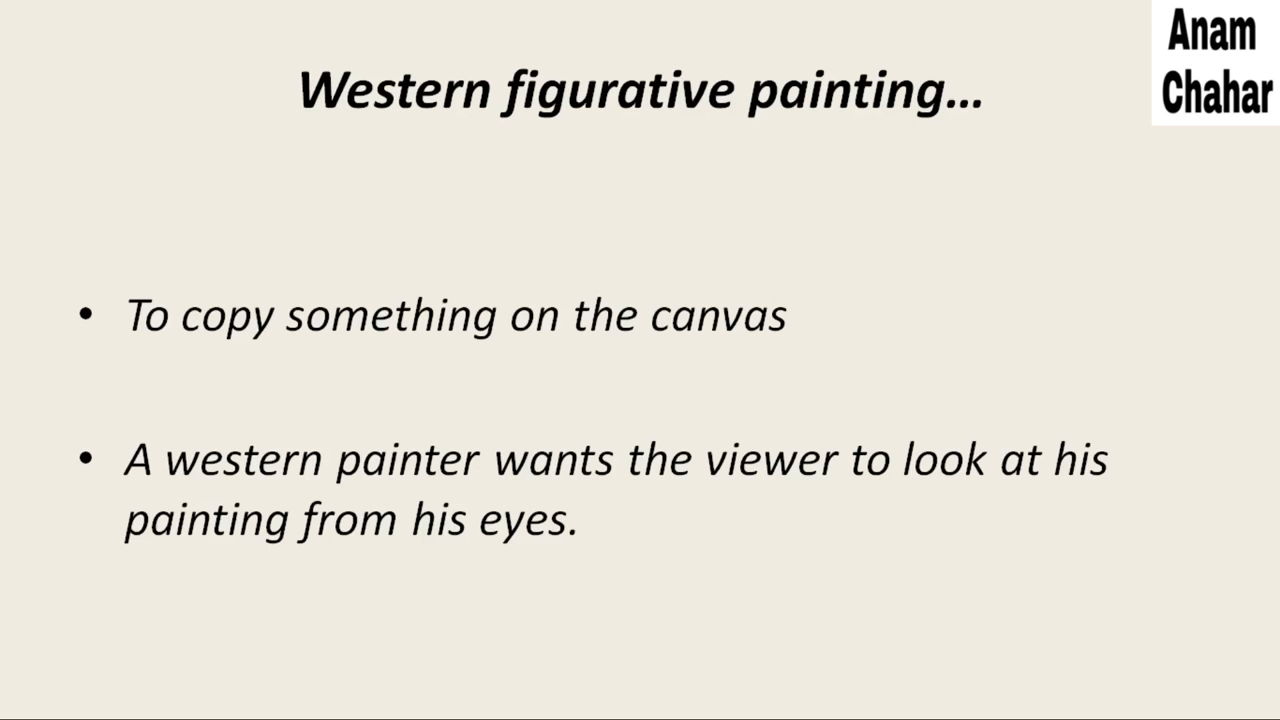 Anam
Chahar
Western figurative painting...
• To copy something on the canvas
• A western painter wants the viewer to look at his
painting from his eyes.